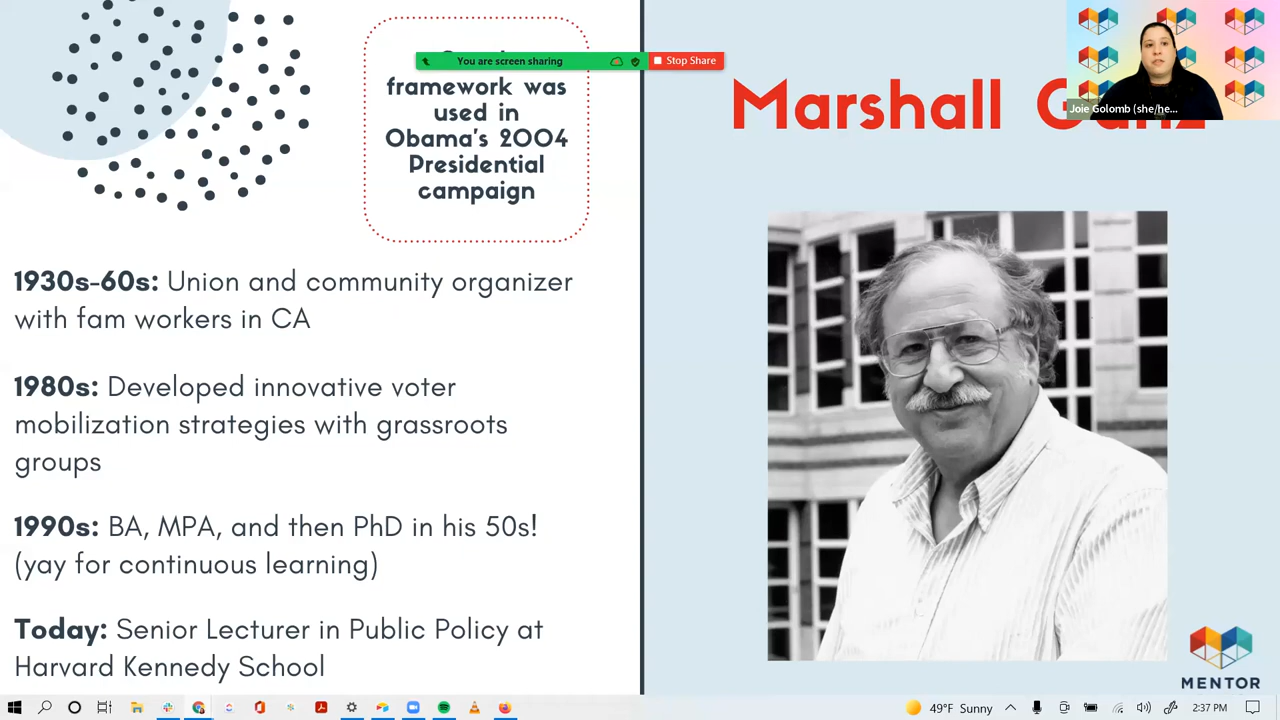 You are screen sharing
Stop Share
framework was
used in
Obama's 2004
Presidential
campaign
Marshall
Joie Golomb (she/he...
1930s-60s: Union and community organizer
with fam workers in CA
1980s: Developed innovative voter
mobilization strategies with grassroots
groups
1990s: BA, MPA, and then PhD in his 50s!
(yay for continuous learning)
Today: Senior Lecturer in Public Policy at
Harvard Kennedy School
MENTOR
49°F Sunny
2:37 PM